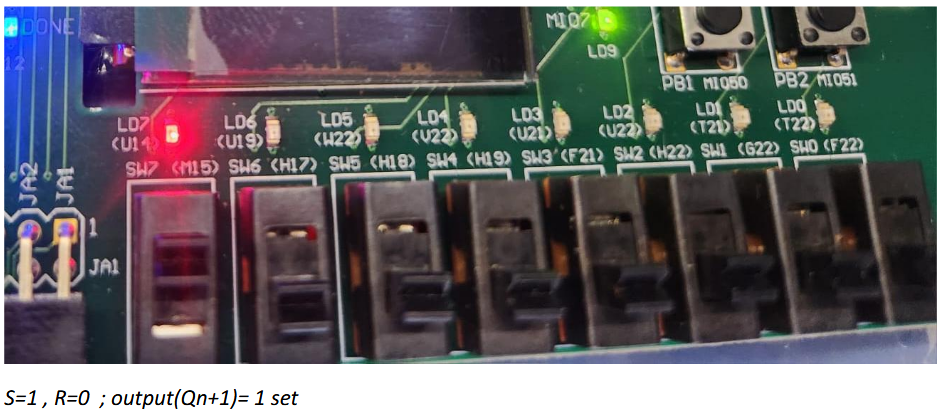 DONE
12
MIO7
LD9
PB1 MIO50
PB2 MIO51
LD7
(U14)
LD6
(U19)
LD5
(W22)
LD4
(V22)
LD3
(U21)
LD2
(U22)
LD1
(T21)
LD0
(T22)
SW7 (M15)
SW6 (H17)
SW5 (H18)
SW4 (H19)
SW3 (F21)
SW2 (H22)
SW1 (G22)
SW0 (F22)
JA2
JA1
1
JA1
S=1 , R=0 ; output(Qn+1)= 1 set